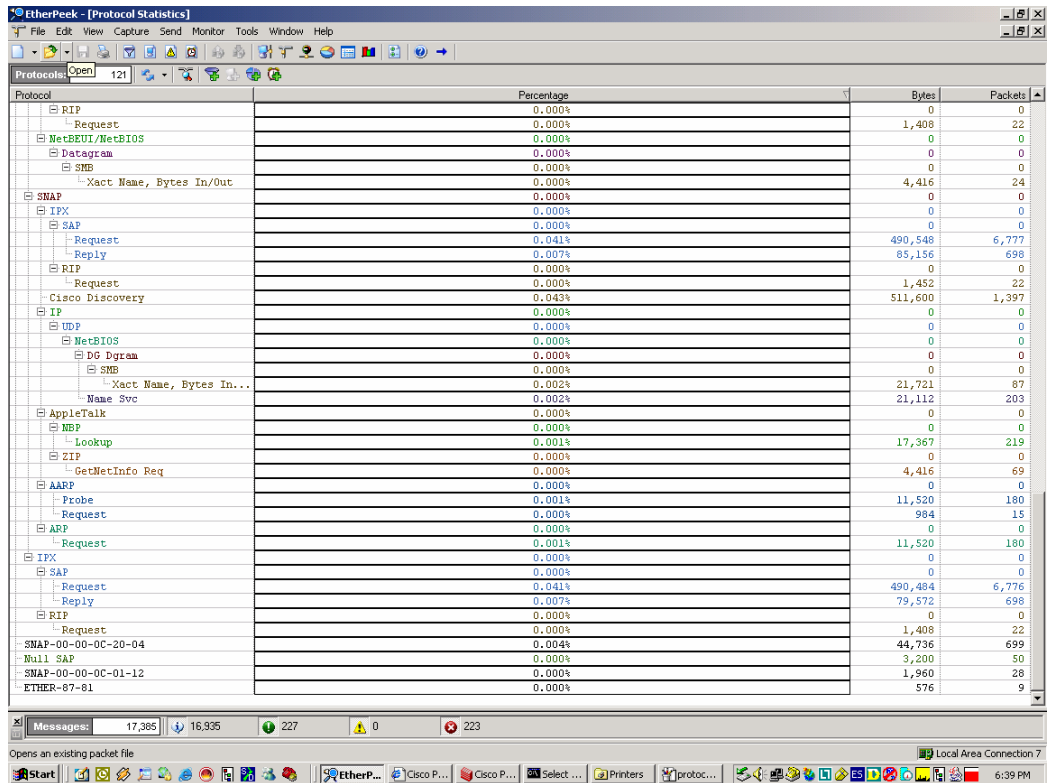 EtherPeek - [Protocol Statistics]
File Edit View Capture Send Monitor Tools Window Help
Open
Protocols: 121
Protocol Percentage Bytes Packets
RIP 0.000% 0 0
Request 0.000% 1,408 22
NetBEUI/NetBIOS 0.000% 0 0
Datagram 0.000% 0 0
SMB 0.000% 0 0
Xact Name, Bytes In/Out 0.000% 4,416 24
SNAP 0.000% 0 0
IPX 0.000% 0 0
SAP 0.000% 0 0
Request 0.041% 490,548 6,777
Reply 0.007% 85,156 698
RIP 0.000% 0 0
Request 0.000% 1,452 22
Cisco Discovery 0.043% 511,600 1,397
IP 0.000% 0 0
UDP 0.000% 0 0
NetBIOS 0.000% 0 0
DG Dgram 0.000% 0 0
SMB 0.000% 0 0
Xact Name, Bytes In... 0.002% 21,721 87
Name Svc 0.002% 21,112 203
AppleTalk 0.000% 0 0
NBP 0.000% 0 0
Lookup 0.001% 17,367 219
ZIP 0.000% 0 0
GetNetInfo Req 0.000% 4,416 69
AARP 0.000% 0 0
Probe 0.001% 11,520 180
Request 0.000% 984 15
ARP 0.000% 0 0
Request 0.001% 11,520 180
IPX 0.000% 0 0
SAP 0.000% 0 0
Request 0.041% 490,484 6,776
Reply 0.007% 79,572 698
RIP 0.000% 0 0
Request 0.000% 1,408 22
SNAP-00-00-0C-20-04 0.004% 44,736 699
Null SAP 0.000% 3,200 50
SNAP-00-00-0C-01-12 0.000% 1,960 28
ETHER-87-81 0.000% 576 9
Messages: 17,385 16,935 227 0 223
Opens an existing packet file Local Area Connection 7
Start EtherP... Cisco P... Cisco P... Select ... Printers protoc... ES 6:39 PM